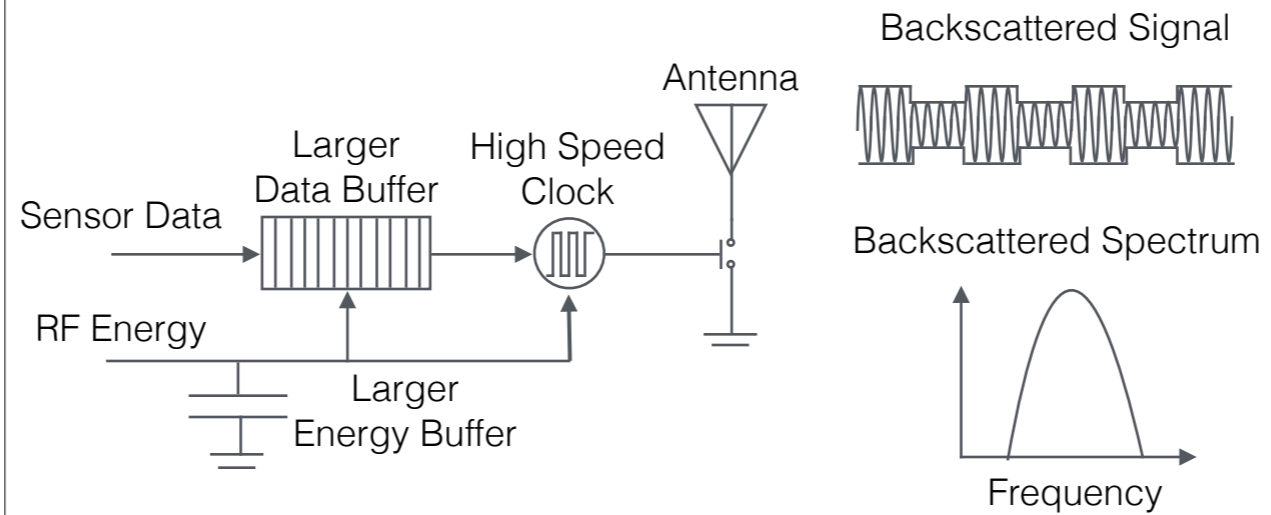 Backscattered Signal
Antenna
Larger
Data Buffer
High Speed
Clock
Sensor Data
Backscattered Spectrum
RF Energy
Larger
Energy Buffer
Frequency